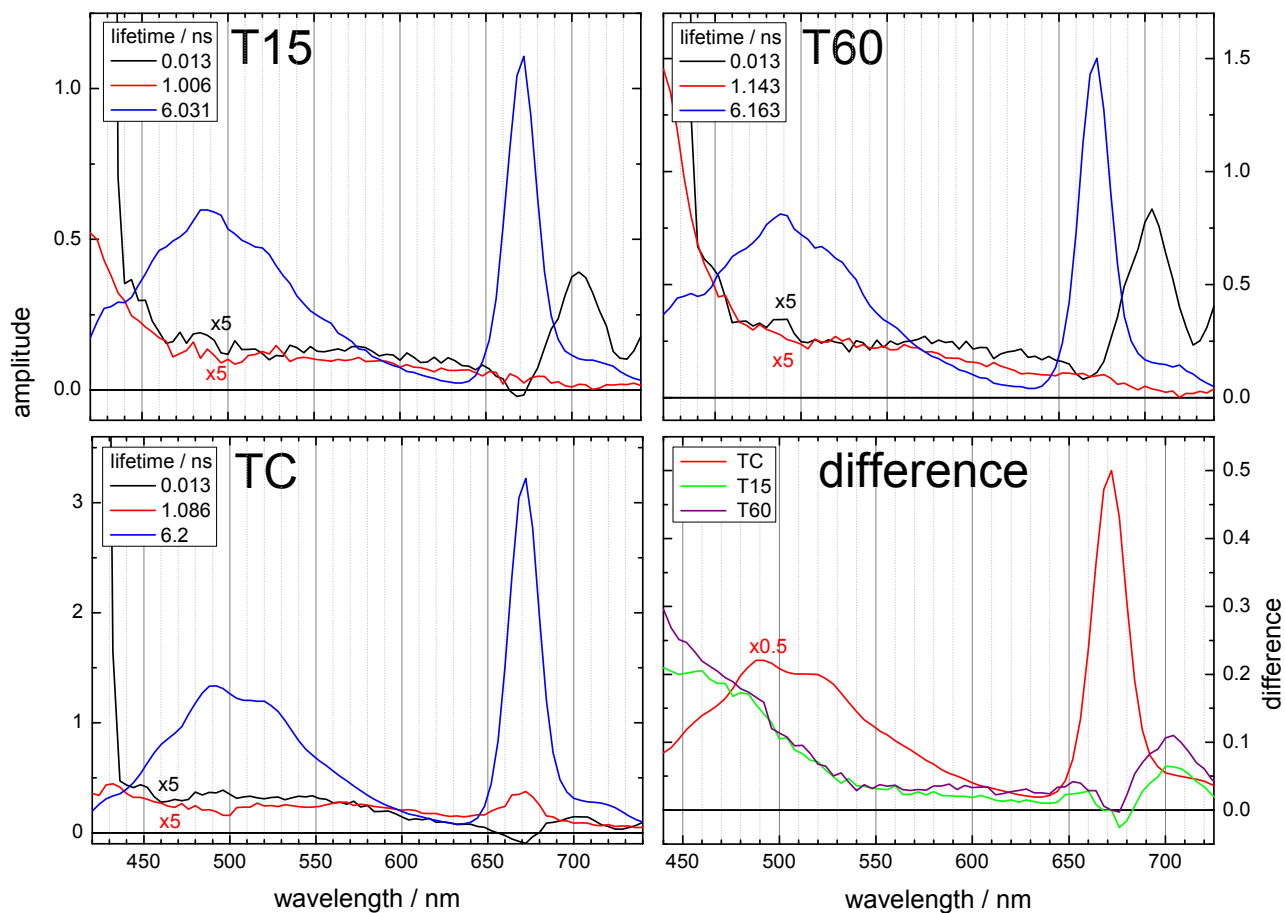 lifetime / ns
0.013
1.006
6.031
T15
lifetime / ns
0.013
1.143
6.163
T60
1.0
0.5
0.0
amplitude
x5
x5
1.5
1.0
0.5
0.0
x5
x5
lifetime / ns
0.013
1.086
6.2
TC
TC
T15
T60
difference
3
2
1
0
x5
x5
x0.5
0.5
0.4
0.3
0.2
0.1
0.0
difference
450 500 550 600 650 700
450 500 550 600 650 700
wavelength / nm
wavelength / nm